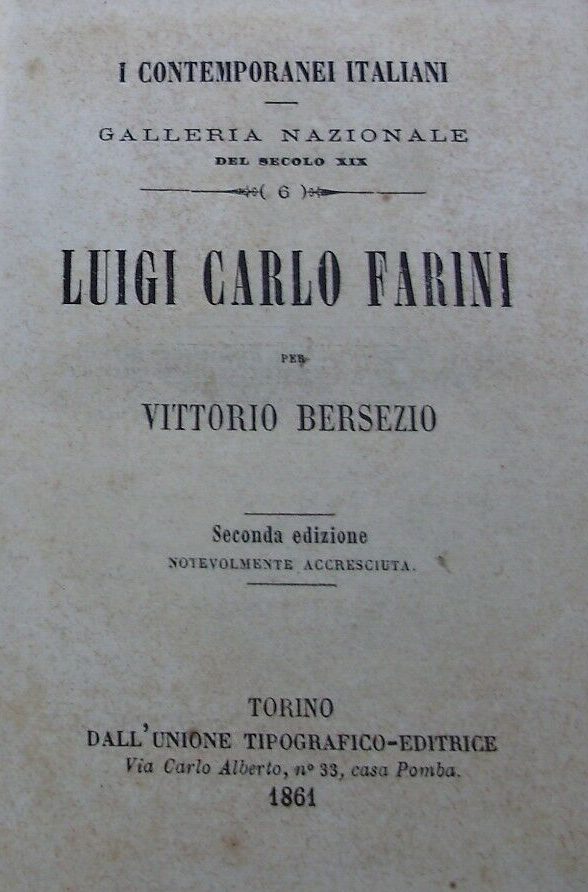 I CONTEMPORANEI ITALIANI
GALLERIA NAZIONALE
DEL SECOLO XIX
( 6 )
LUIGI CARLO FARINI
PER
VITTORIO BERSEZIO
Seconda edizione
NOTEVOLMENTE ACCRESCIUTA.
TORINO
DALL'UNIONE TIPOGRAFICO-EDITRICE
Via Carlo Alberto, nº 33, casa Pomba.
1861